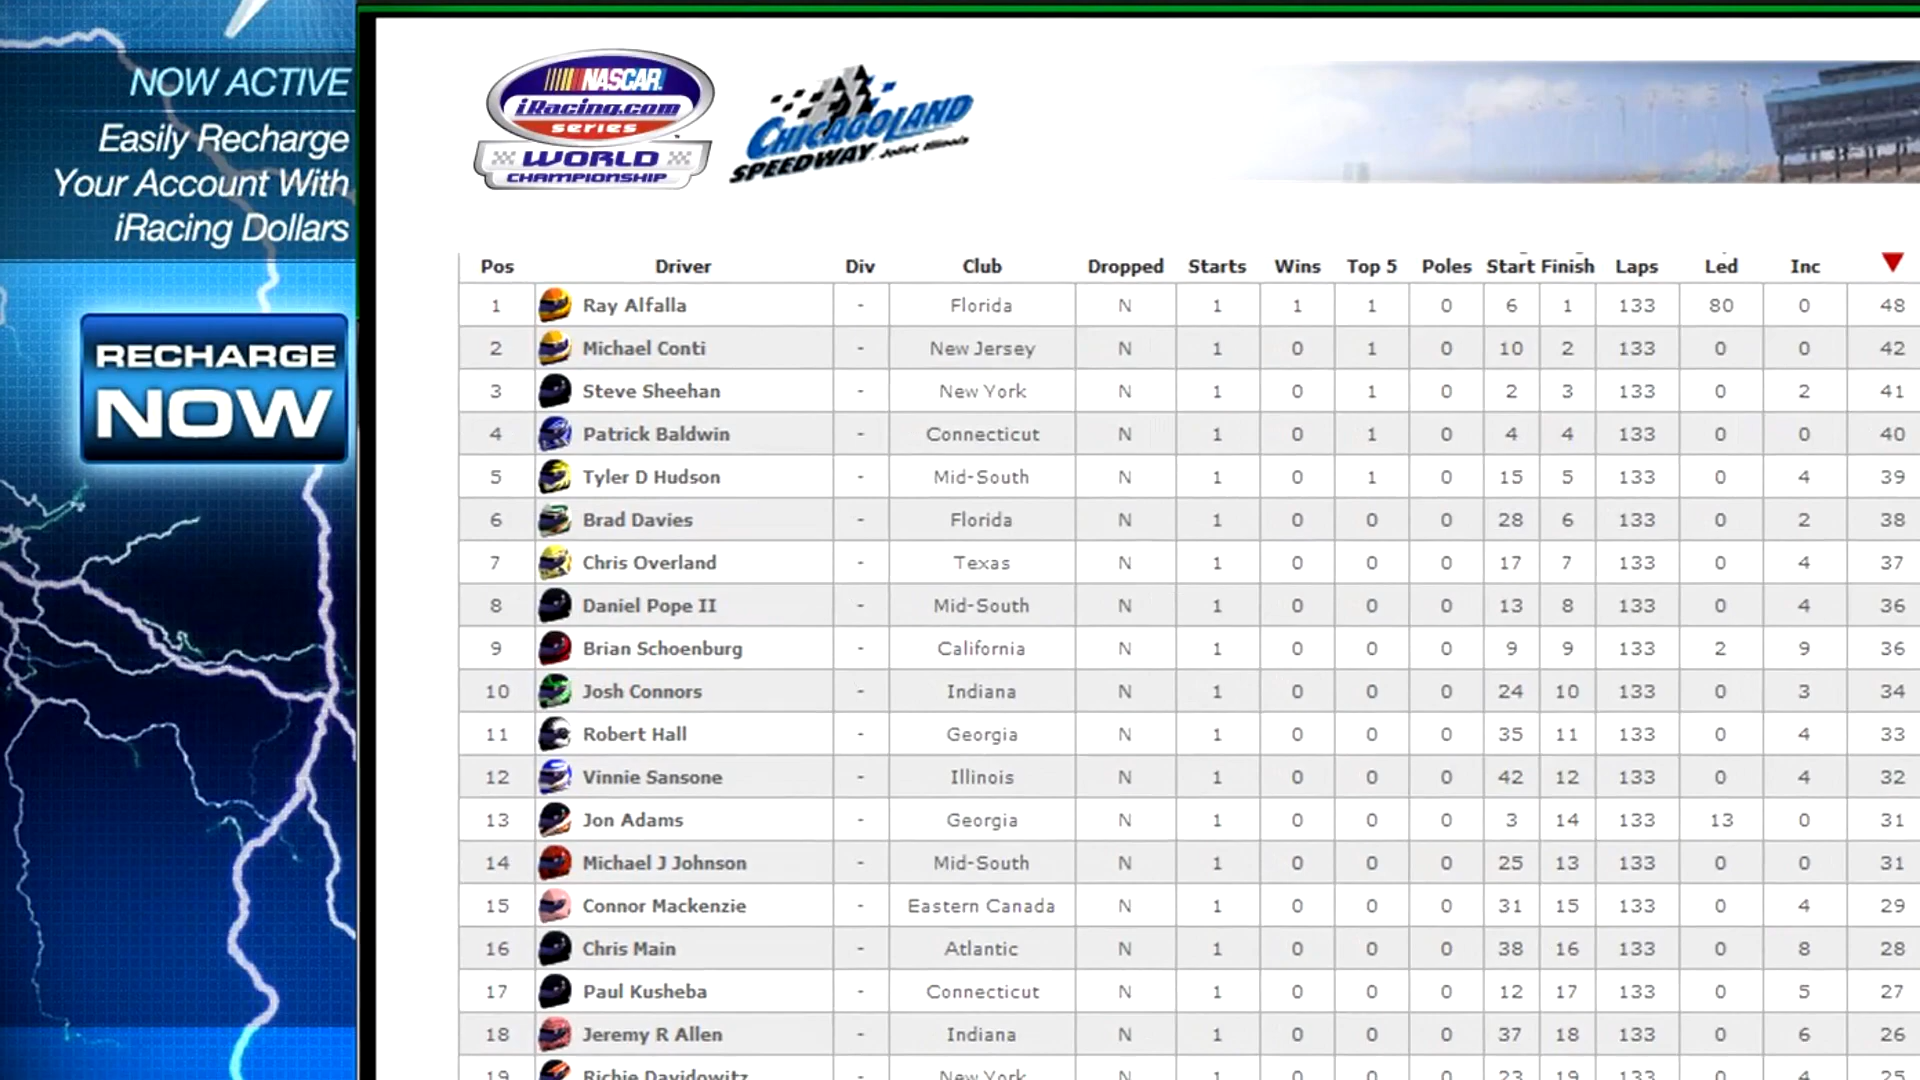 NOW ACTIVE
Easily Recharge
Your Account With
iRacing Dollars
RECHARGE
NOW
NASCAR
iRacing.com
series
WORLD
CHAMPIONSHIP
CHICAGOLAND
SPEEDWAY Joliet, Illinois
Pos Driver Div Club Dropped Starts Wins Top 5 Poles Start Finish Laps Led Inc
1 Ray Alfalla - Florida N 1 1 1 0 6 1 133 80 0 48
2 Michael Conti - New Jersey N 1 0 1 0 10 2 133 0 0 42
3 Steve Sheehan - New York N 1 0 1 0 2 3 133 0 2 41
4 Patrick Baldwin - Connecticut N 1 0 1 0 4 4 133 0 0 40
5 Tyler D Hudson - Mid-South N 1 0 1 0 15 5 133 0 4 39
6 Brad Davies - Florida N 1 0 0 0 28 6 133 0 2 38
7 Chris Overland - Texas N 1 0 0 0 17 7 133 0 4 37
8 Daniel Pope II - Mid-South N 1 0 0 0 13 8 133 0 4 36
9 Brian Schoenburg - California N 1 0 0 0 9 9 133 2 9 36
10 Josh Connors - Indiana N 1 0 0 0 24 10 133 0 3 34
11 Robert Hall - Georgia N 1 0 0 0 35 11 133 0 4 33
12 Vinnie Sansone - Illinois N 1 0 0 0 42 12 133 0 4 32
13 Jon Adams - Georgia N 1 0 0 0 3 14 133 13 0 31
14 Michael J Johnson - Mid-South N 1 0 0 0 25 13 133 0 0 31
15 Connor Mackenzie - Eastern Canada N 1 0 0 0 31 15 133 0 4 29
16 Chris Main - Atlantic N 1 0 0 0 38 16 133 0 8 28
17 Paul Kusheba - Connecticut N 1 0 0 0 12 17 133 0 5 27
18 Jeremy R Allen - Indiana N 1 0 0 0 37 18 133 0 6 26
19 Richie Davidowitz - New York N 1 0 0 0 23 19 133 0 4 25